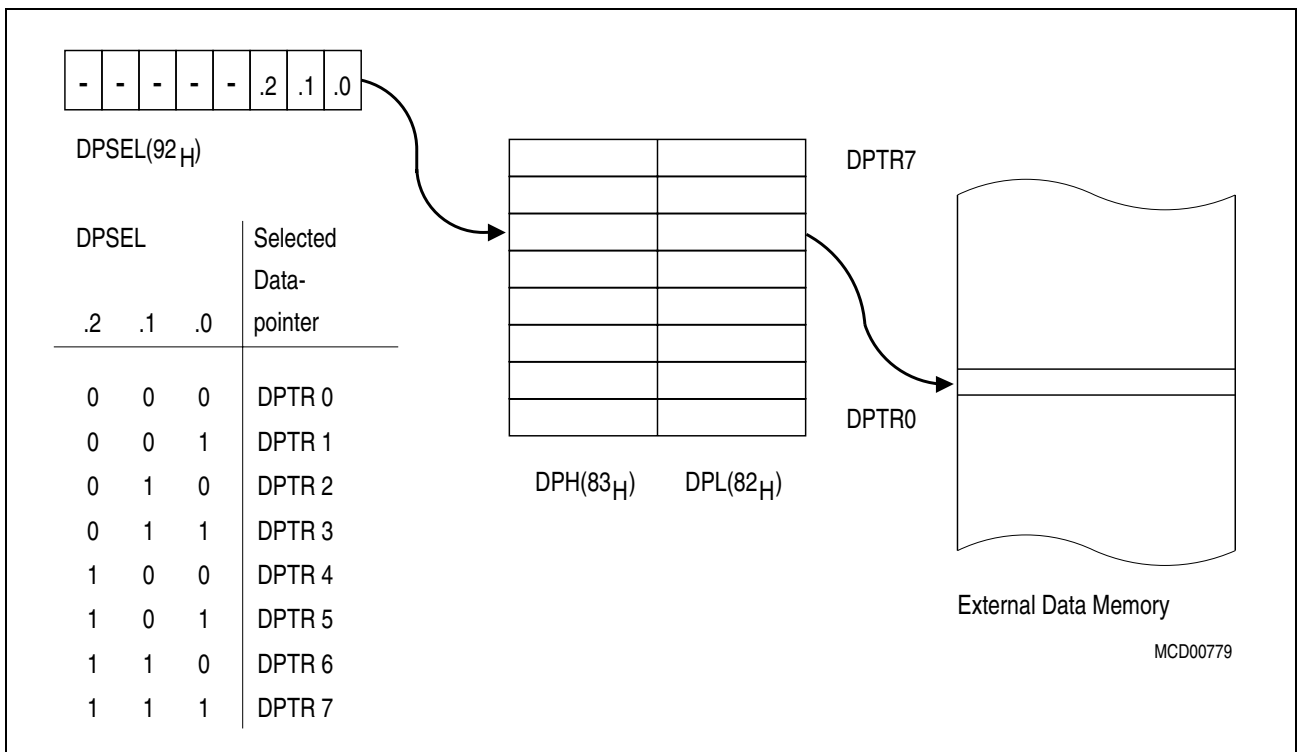 - - - - - .2 .1 .0
DPSEL(92H)
DPSEL Selected
Data-
.2 .1 .0 pointer
0 0 0 DPTR 0
0 0 1 DPTR 1
0 1 0 DPTR 2
0 1 1 DPTR 3
1 0 0 DPTR 4
1 0 1 DPTR 5
1 1 0 DPTR 6
1 1 1 DPTR 7
DPTR7
DPTR0
DPH(83H) DPL(82H)
External Data Memory
MCD00779